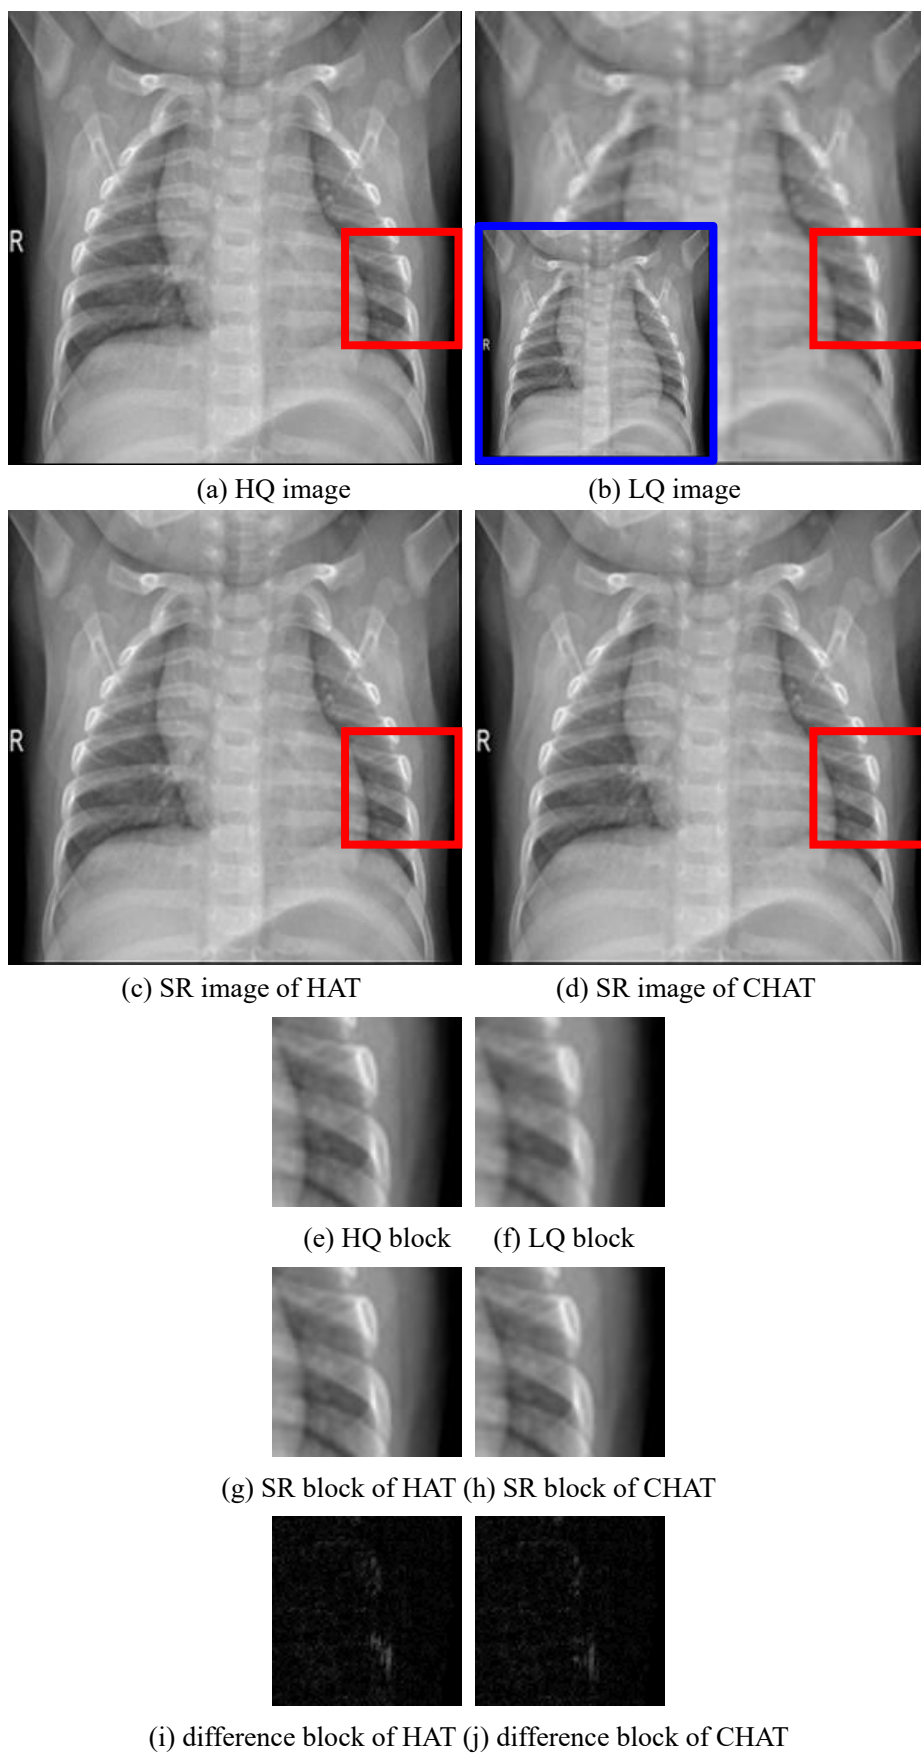 R
R
(a) HQ image (b) LQ image
R R
(c) SR image of HAT (d) SR image of CHAT
(e) HQ block (f) LQ block
(g) SR block of HAT (h) SR block of CHAT
(i) difference block of HAT (j) difference block of CHAT